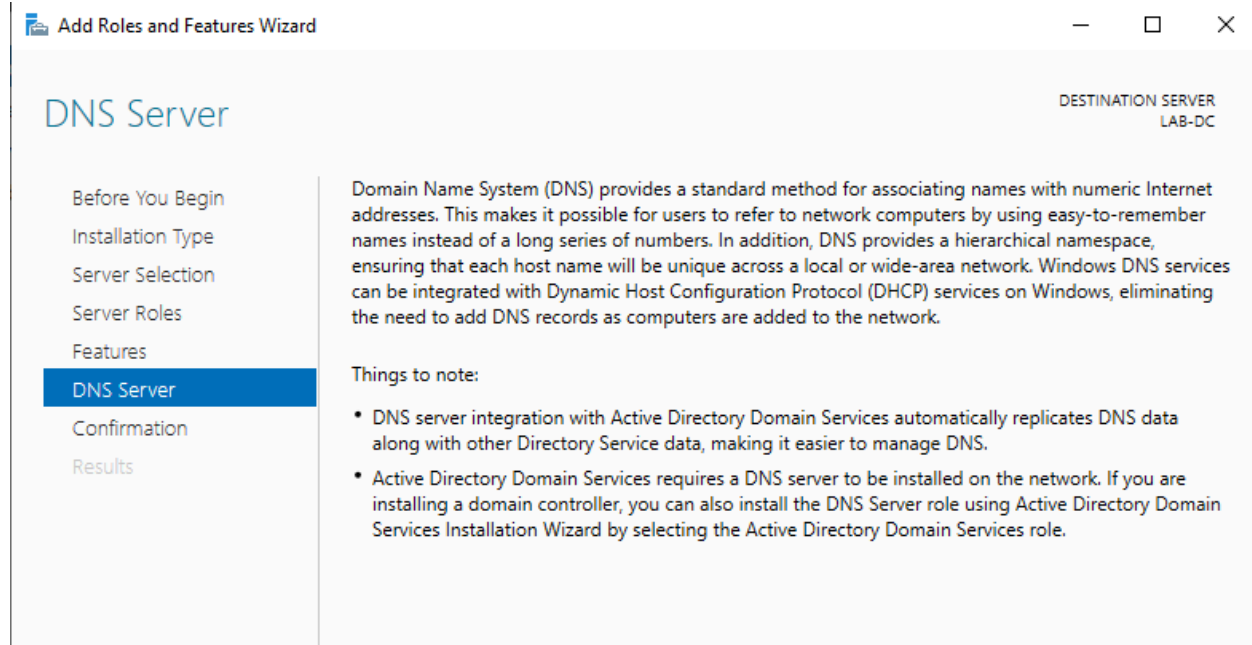 Add Roles and Features Wizard
DNS Server
DESTINATION SERVER
LAB-DC
Before You Begin
Installation Type
Server Selection
Server Roles
Features
DNS Server
Confirmation
Results
Domain Name System (DNS) provides a standard method for associating names with numeric Internet
addresses. This makes it possible for users to refer to network computers by using easy-to-remember
names instead of a long series of numbers. In addition, DNS provides a hierarchical namespace,
ensuring that each host name will be unique across a local or wide-area network. Windows DNS services
can be integrated with Dynamic Host Configuration Protocol (DHCP) services on Windows, eliminating
the need to add DNS records as computers are added to the network.
Things to note:
• DNS server integration with Active Directory Domain Services automatically replicates DNS data
along with other Directory Service data, making it easier to manage DNS.
• Active Directory Domain Services requires a DNS server to be installed on the network. If you are
installing a domain controller, you can also install the DNS Server role using Active Directory Domain
Services Installation Wizard by selecting the Active Directory Domain Services role.